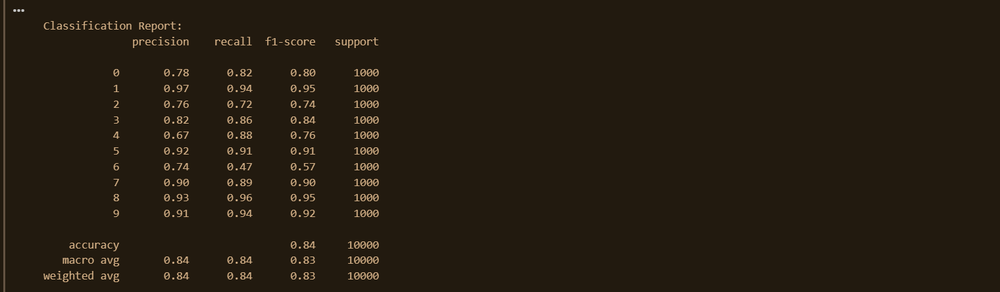 ...
Classification Report:
precision recall f1-score support
0 0.78 0.82 0.80 1000
1 0.97 0.94 0.95 1000
2 0.76 0.72 0.74 1000
3 0.82 0.86 0.84 1000
4 0.67 0.88 0.76 1000
5 0.92 0.91 0.91 1000
6 0.74 0.47 0.57 1000
7 0.90 0.89 0.90 1000
8 0.93 0.96 0.95 1000
9 0.91 0.94 0.92 1000
accuracy 0.84 10000
macro avg 0.84 0.84 0.83 10000
weighted avg 0.84 0.84 0.83 10000